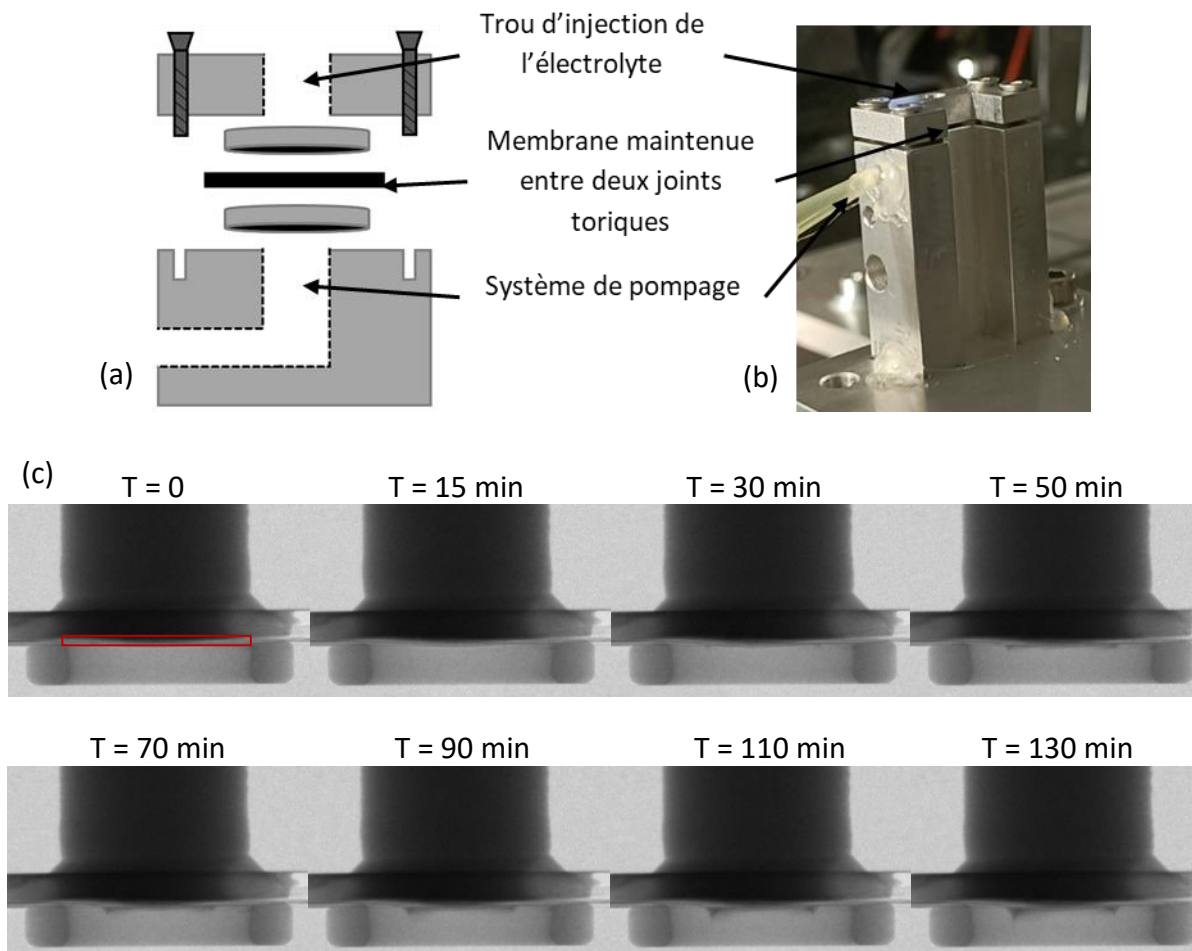 Trou d’injection de
l’électrolyte
Membrane maintenue
entre deux joints
toriques
Système de pompage
(a)
(b)
(c)
T = 0
T = 15 min
T = 30 min
T = 50 min
T = 70 min
T = 90 min
T = 110 min
T = 130 min